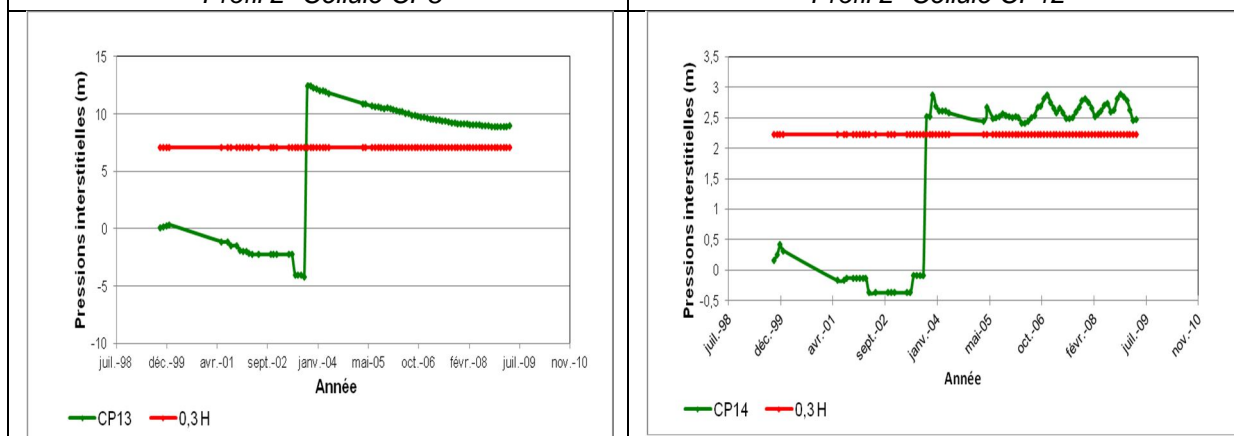 Profil 2 - Cellule CP8
Profil 2 - Cellule CP12
Pressions interstitielles (m)
15
10
5
0
-5
-10
juil.-98 déc.-99 avr.-01 sept.-02 janv.-04 mai-05 oct.-06 févr.-08 juil.-09 nov.-10
Année
CP13 0,3 H
Pressions interstitielles (m)
3,5
3
2,5
2
1,5
1
0,5
0
-0,5
juil.-98 déc.-99 avr.-01 sept.-02 janv.-04 mai-05 oct.-06 févr.-08 juil.-09 nov.-10
Année
CP14 0,3 H